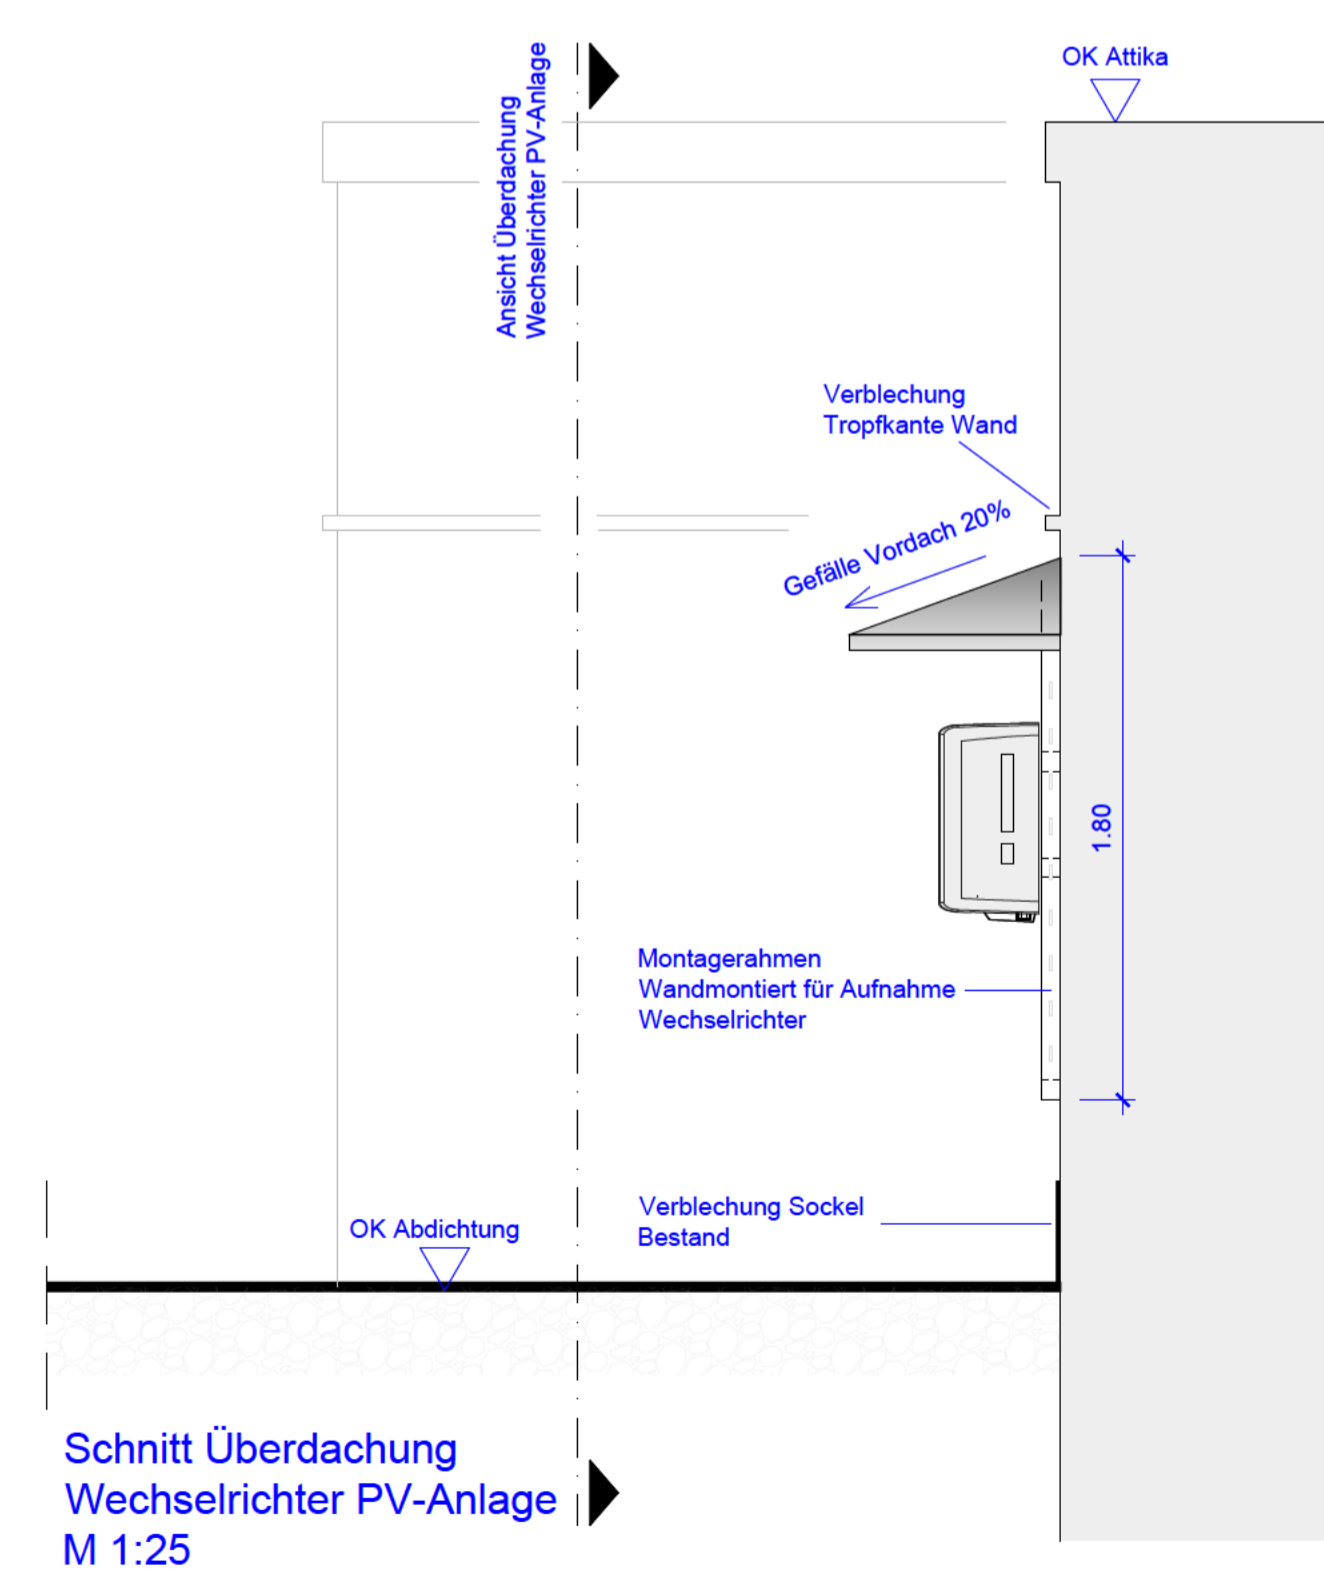 OK Attika
Ansicht Überdachung
Wechselrichter PV-Anlage
Verblechung
Tropfkante Wand
Gefälle Vordach 20%
1.80
Montagerahmen
Wandmontiert für Aufnahme
Wechselrichter
Verblechung Sockel
Bestand
OK Abdichtung
Schnitt Überdachung
Wechselrichter PV-Anlage
M 1:25